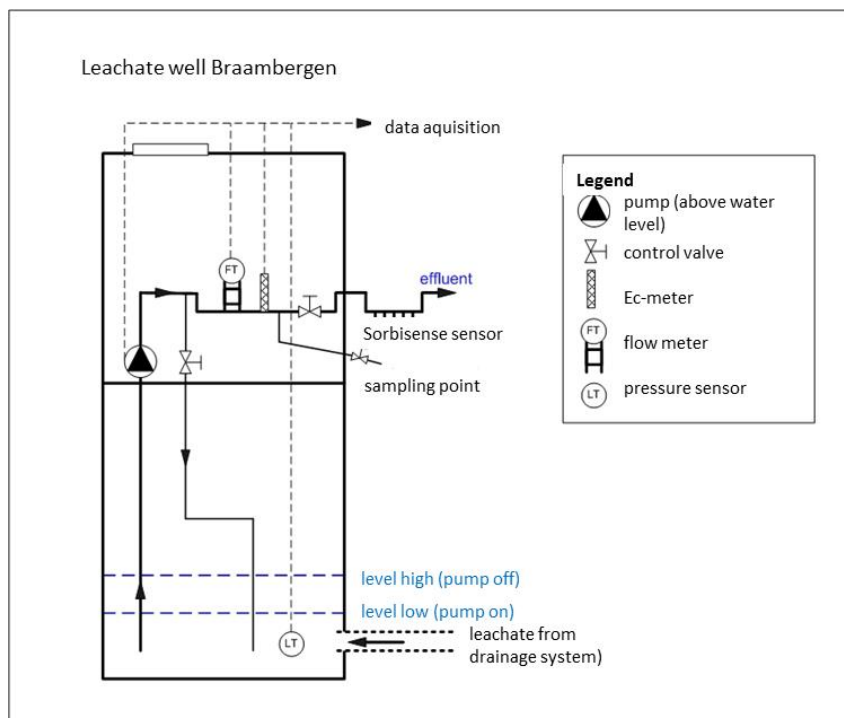 Leachate well Braambergen
data aquisition
FT
effluent
Sorbisense sensor
sampling point
level high (pump off)
level low (pump on)
LT
leachate from
drainage system)
Legend
pump (above water
level)
control valve
Ec-meter
FT
flow meter
LT
pressure sensor